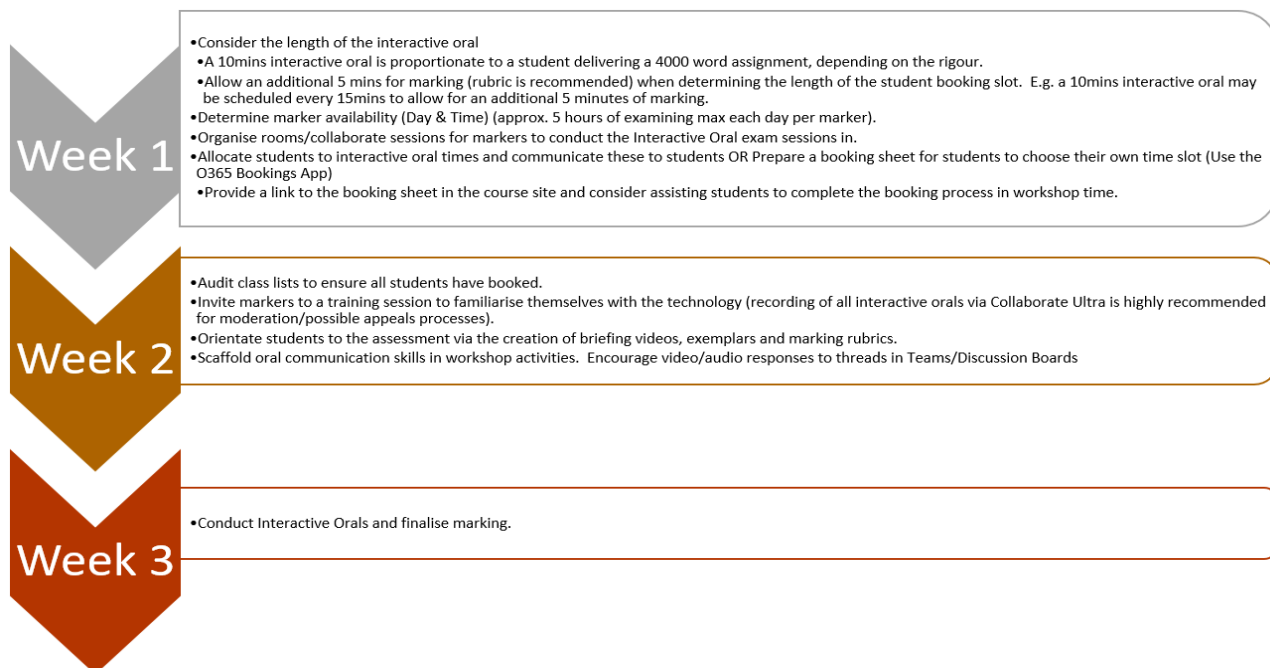 Week 1
•Consider the length of the interactive oral
•A 10mins interactive oral is proportionate to a student delivering a 4000 word assignment, depending on the rigour.
•Allow an additional 5 mins for marking (rubric is recommended) when determining the length of the student booking slot.  E.g. a 10mins interactive oral may
be scheduled every 15mins to allow for an additional 5 minutes of marking.
•Determine marker availability (Day & Time) (approx. 5 hours of examining max each day per marker).
•Organise rooms/collaborate sessions for markers to conduct the Interactive Oral exam sessions in.
•Allocate students to interactive oral times and communicate these to students OR Prepare a booking sheet for students to choose their own time slot (Use the
O365 Bookings App)
•Provide a link to the booking sheet in the course site and consider assisting students to complete the booking process in workshop time.
Week 2
•Audit class lists to ensure all students have booked.
•Invite markers to a training session to familiarise themselves with the technology (recording of all interactive orals via Collaborate Ultra is highly recommended
for moderation/possible appeals processes).
•Orientate students to the assessment via the creation of briefing videos, exemplars and marking rubrics.
•Scaffold oral communication skills in workshop activities.  Encourage video/audio responses to threads in Teams/Discussion Boards
Week 3
•Conduct Interactive Orals and finalise marking.